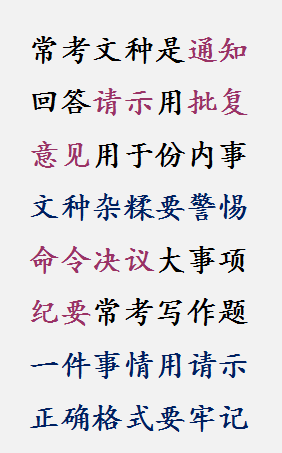 常考文种是通知
回答请示用批复
意见用于份内事
文种杂糅要警惕
命令决议大事项
纪要常考写作题
一件事情用请示
正确格式要牢记